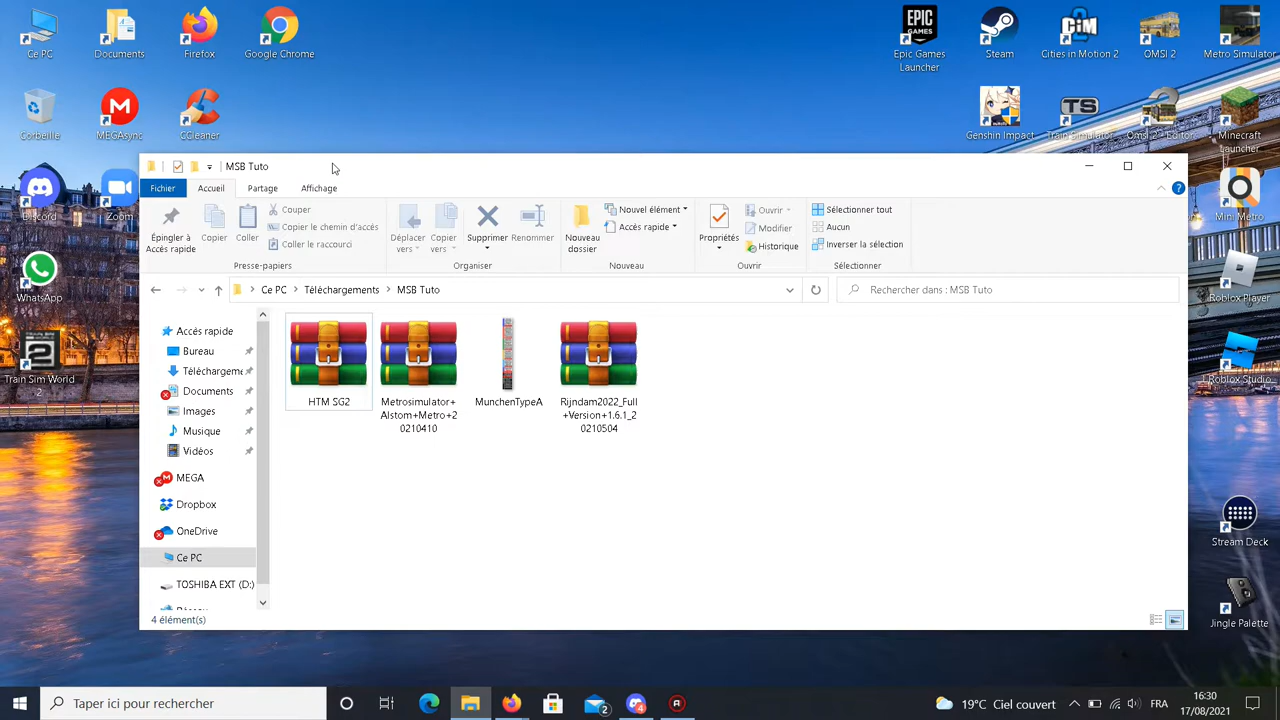 Ce PC
Documents
Firefox
Google Chrome
EPIC GAMES
Epic Games Launcher
Steam
CiM 2
Cities in Motion 2
OMSI 2
Metro Simulator
Corbeille
MEGAsync
CCleaner
Genshin Impact
TS
Train Simulator
Omsi 2 - Editor
Minecraft Launcher
Discord
Zoom
Mini Metro
WhatsApp
Roblox Player
Train Sim World 2
Roblox Studio
Stream Deck
Jingle Palette
MSB Tuto
Fichier
Accueil
Partage
Affichage
Épingler à Accès rapide
Copier
Coller
Couper
Copier le chemin d'accès
Coller le raccourci
Presse-papiers
Déplacer vers
Copier vers
Supprimer
Renommer
Organiser
Nouveau dossier
Nouvel élément
Accès rapide
Nouveau
Propriétés
Ouvrir
Modifier
Historique
Ouvrir
Sélectionner tout
Aucun
Inverser la sélection
Sélectionner
Ce PC
Téléchargements
MSB Tuto
Rechercher dans : MSB Tuto
Accès rapide
Bureau
Téléchargeme
Documents
Images
Musique
Vidéos
MEGA
Dropbox
OneDrive
Ce PC
TOSHIBA EXT (D:)
HTM SG2
Metrosimulator+
Alstom+Metro+2
0210410
MunchenTypeA
Rijndam2022_Full
+Version+1.6.1_2
0210504
4 élément(s)
Taper ici pour rechercher
19°C Ciel couvert
FRA
16:30
17/08/2021